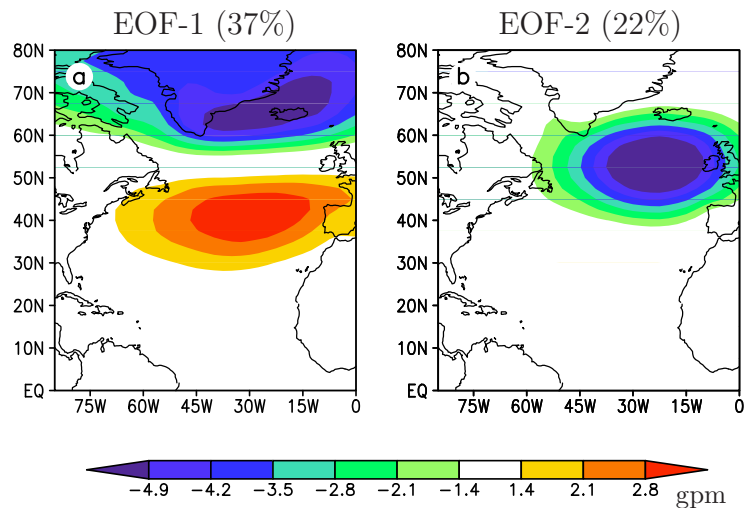 EOF-1 (37%)
EOF-2 (22%)
80N
70N
60N
50N
40N
30N
20N
10N
EQ
a
75W 60W 45W 30W 15W 0
80N
70N
60N
50N
40N
30N
20N
10N
EQ
b
75W 60W 45W 30W 15W 0
−4.9 −4.2 −3.5 −2.8 −2.1 −1.4 1.4 2.1 2.8
gpm